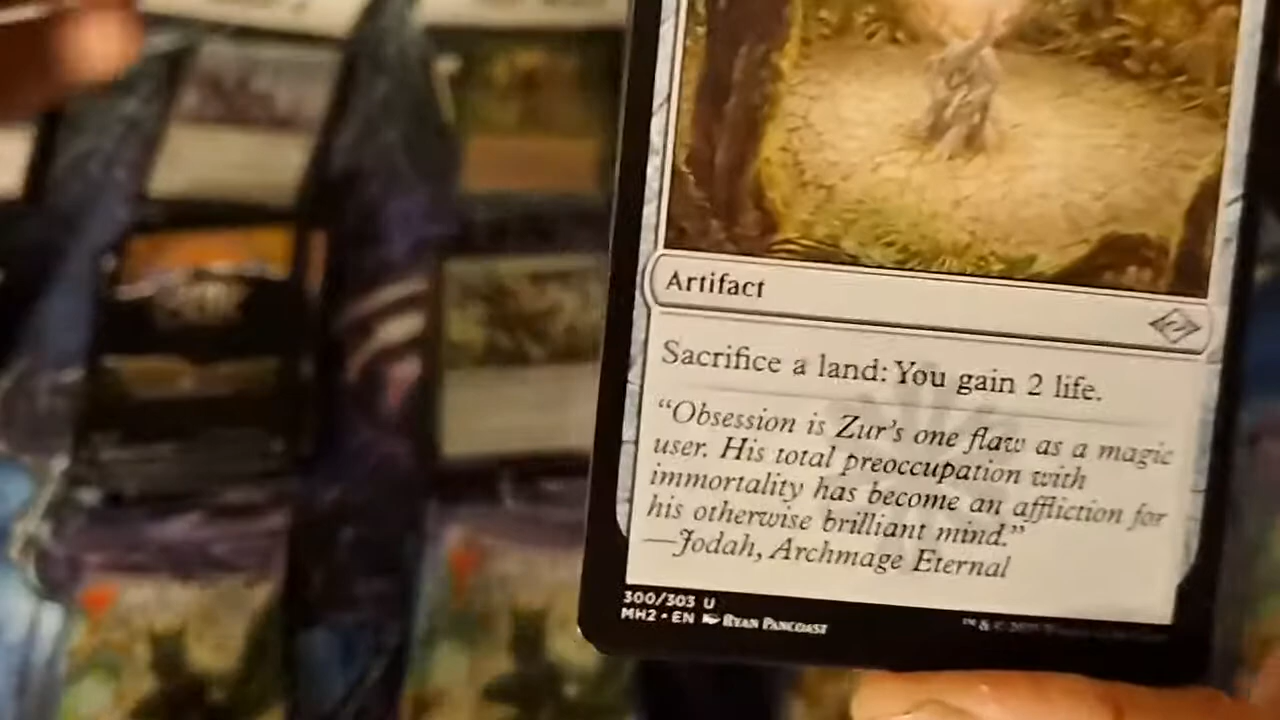 Artifact
Sacrifice a land: You gain 2 life.
“Obsession is Zur's one flaw as a magic
user. His total preoccupation with
immortality has become an affliction for
his otherwise brilliant mind.”
—Jodah, Archmage Eternal
300/303 U
MH2 • EN RYAN PANCOAST
™ & ©